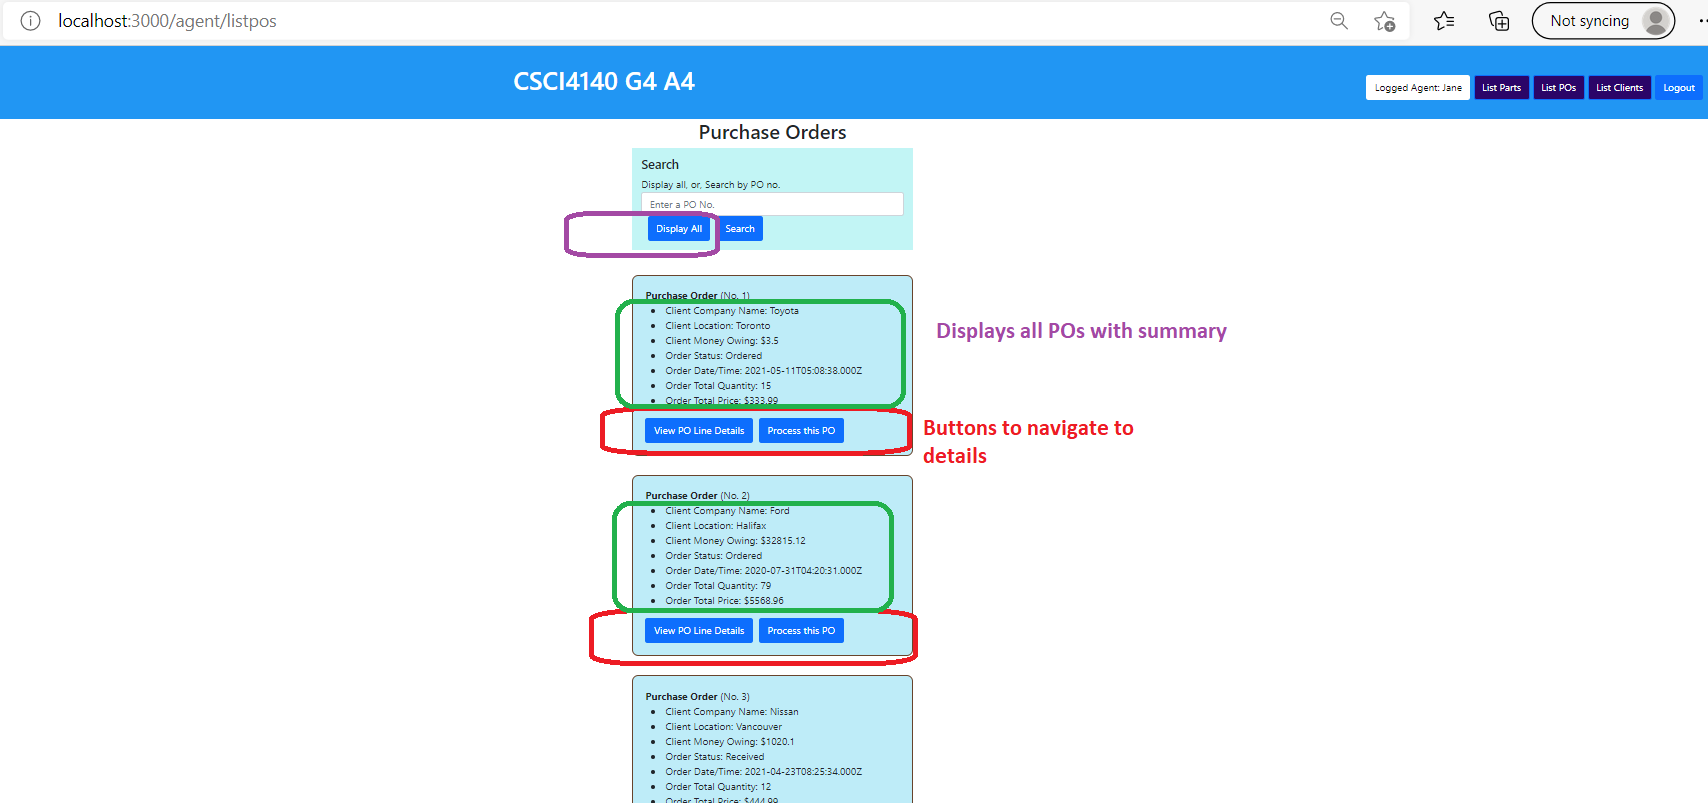 localhost:3000/agent/listpos
Not syncing
CSCI4140 G4 A4
Logged Agent: Jane
List Parts
List POs
List Clients
Logout
Purchase Orders
Search
Display all, or, Search by PO no.
Enter a PO No.
Display All
Search
Purchase Order (No. 1)
Client Company Name: Toyota
Client Location: Toronto
Client Money Owing: $3.5
Order Status: Ordered
Order Date/Time: 2021-05-11T05:08:38.000Z
Order Total Quantity: 15
Order Total Price: $333.99
View PO Line Details
Process this PO
Displays all POs with summary
Buttons to navigate to
details
Purchase Order (No. 2)
Client Company Name: Ford
Client Location: Halifax
Client Money Owing: $32815.12
Order Status: Ordered
Order Date/Time: 2020-07-31T04:20:31.000Z
Order Total Quantity: 79
Order Total Price: $5568.96
View PO Line Details
Process this PO
Purchase Order (No. 3)
Client Company Name: Nissan
Client Location: Vancouver
Client Money Owing: $1020.1
Order Status: Received
Order Date/Time: 2021-04-23T08:25:34.000Z
Order Total Quantity: 12
Order Total Price: $444.99